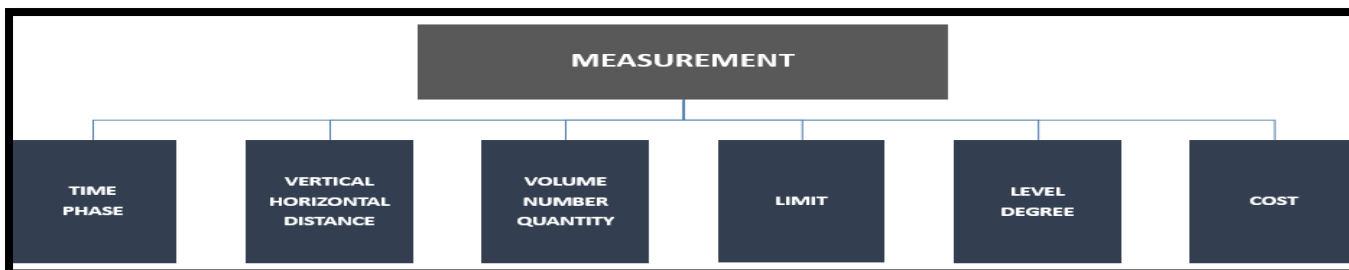 MEASUREMENT
TIME
PHASE
VERTICAL
HORIZONTAL
DISTANCE
VOLUME
NUMBER
QUANTITY
LIMIT
LEVEL
DEGREE
COST